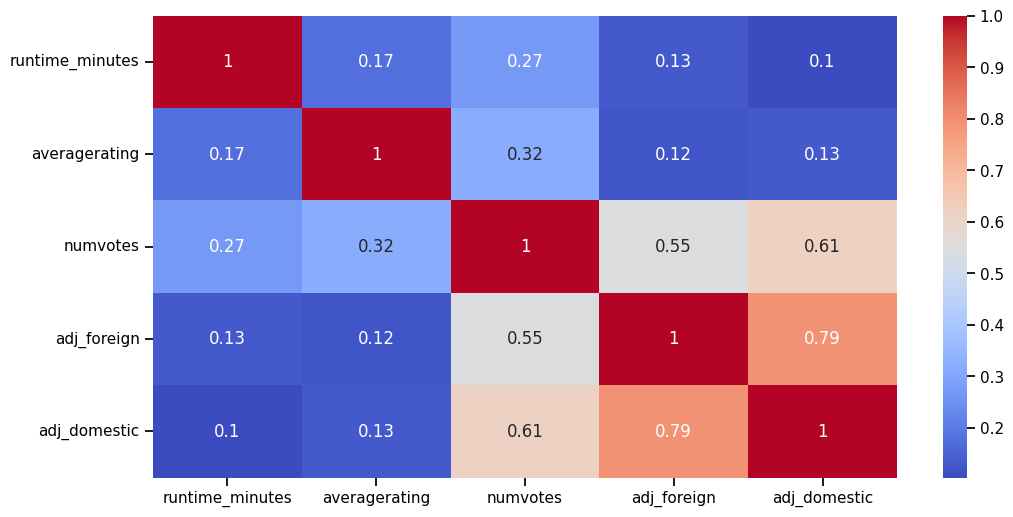 runtime_minutes 1 0.17 0.27 0.13 0.1
averagerating 0.17 1 0.32 0.12 0.13
numvotes 0.27 0.32 1 0.55 0.61
adj_foreign 0.13 0.12 0.55 1 0.79
adj_domestic 0.1 0.13 0.61 0.79 1
runtime_minutes averagerating numvotes adj_foreign adj_domestic
1.0
0.9
0.8
0.7
0.6
0.5
0.4
0.3
0.2